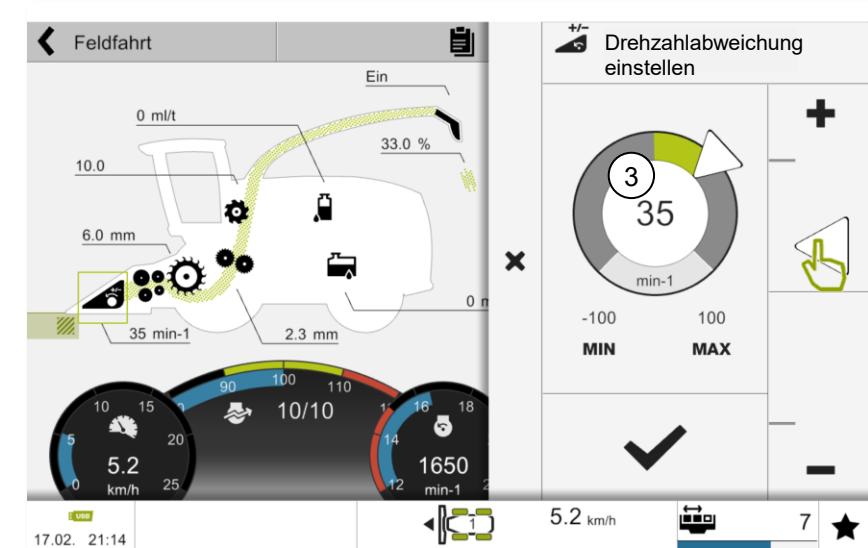 Feldfahrt
+/-
Drehzahlabweichung
einstellen
Ein
0 ml/t
33.0 %
10.0
6.0 mm
+/-
35 min-1
2.3 mm
3
35
min-1
-100
100
MIN
MAX
90
100
110
10/10
0
5
10
15
20
25
5.2
km/h
12
14
16
18
1650
min-1
USB
17.02. 21:14
1
5.2 km/h
7